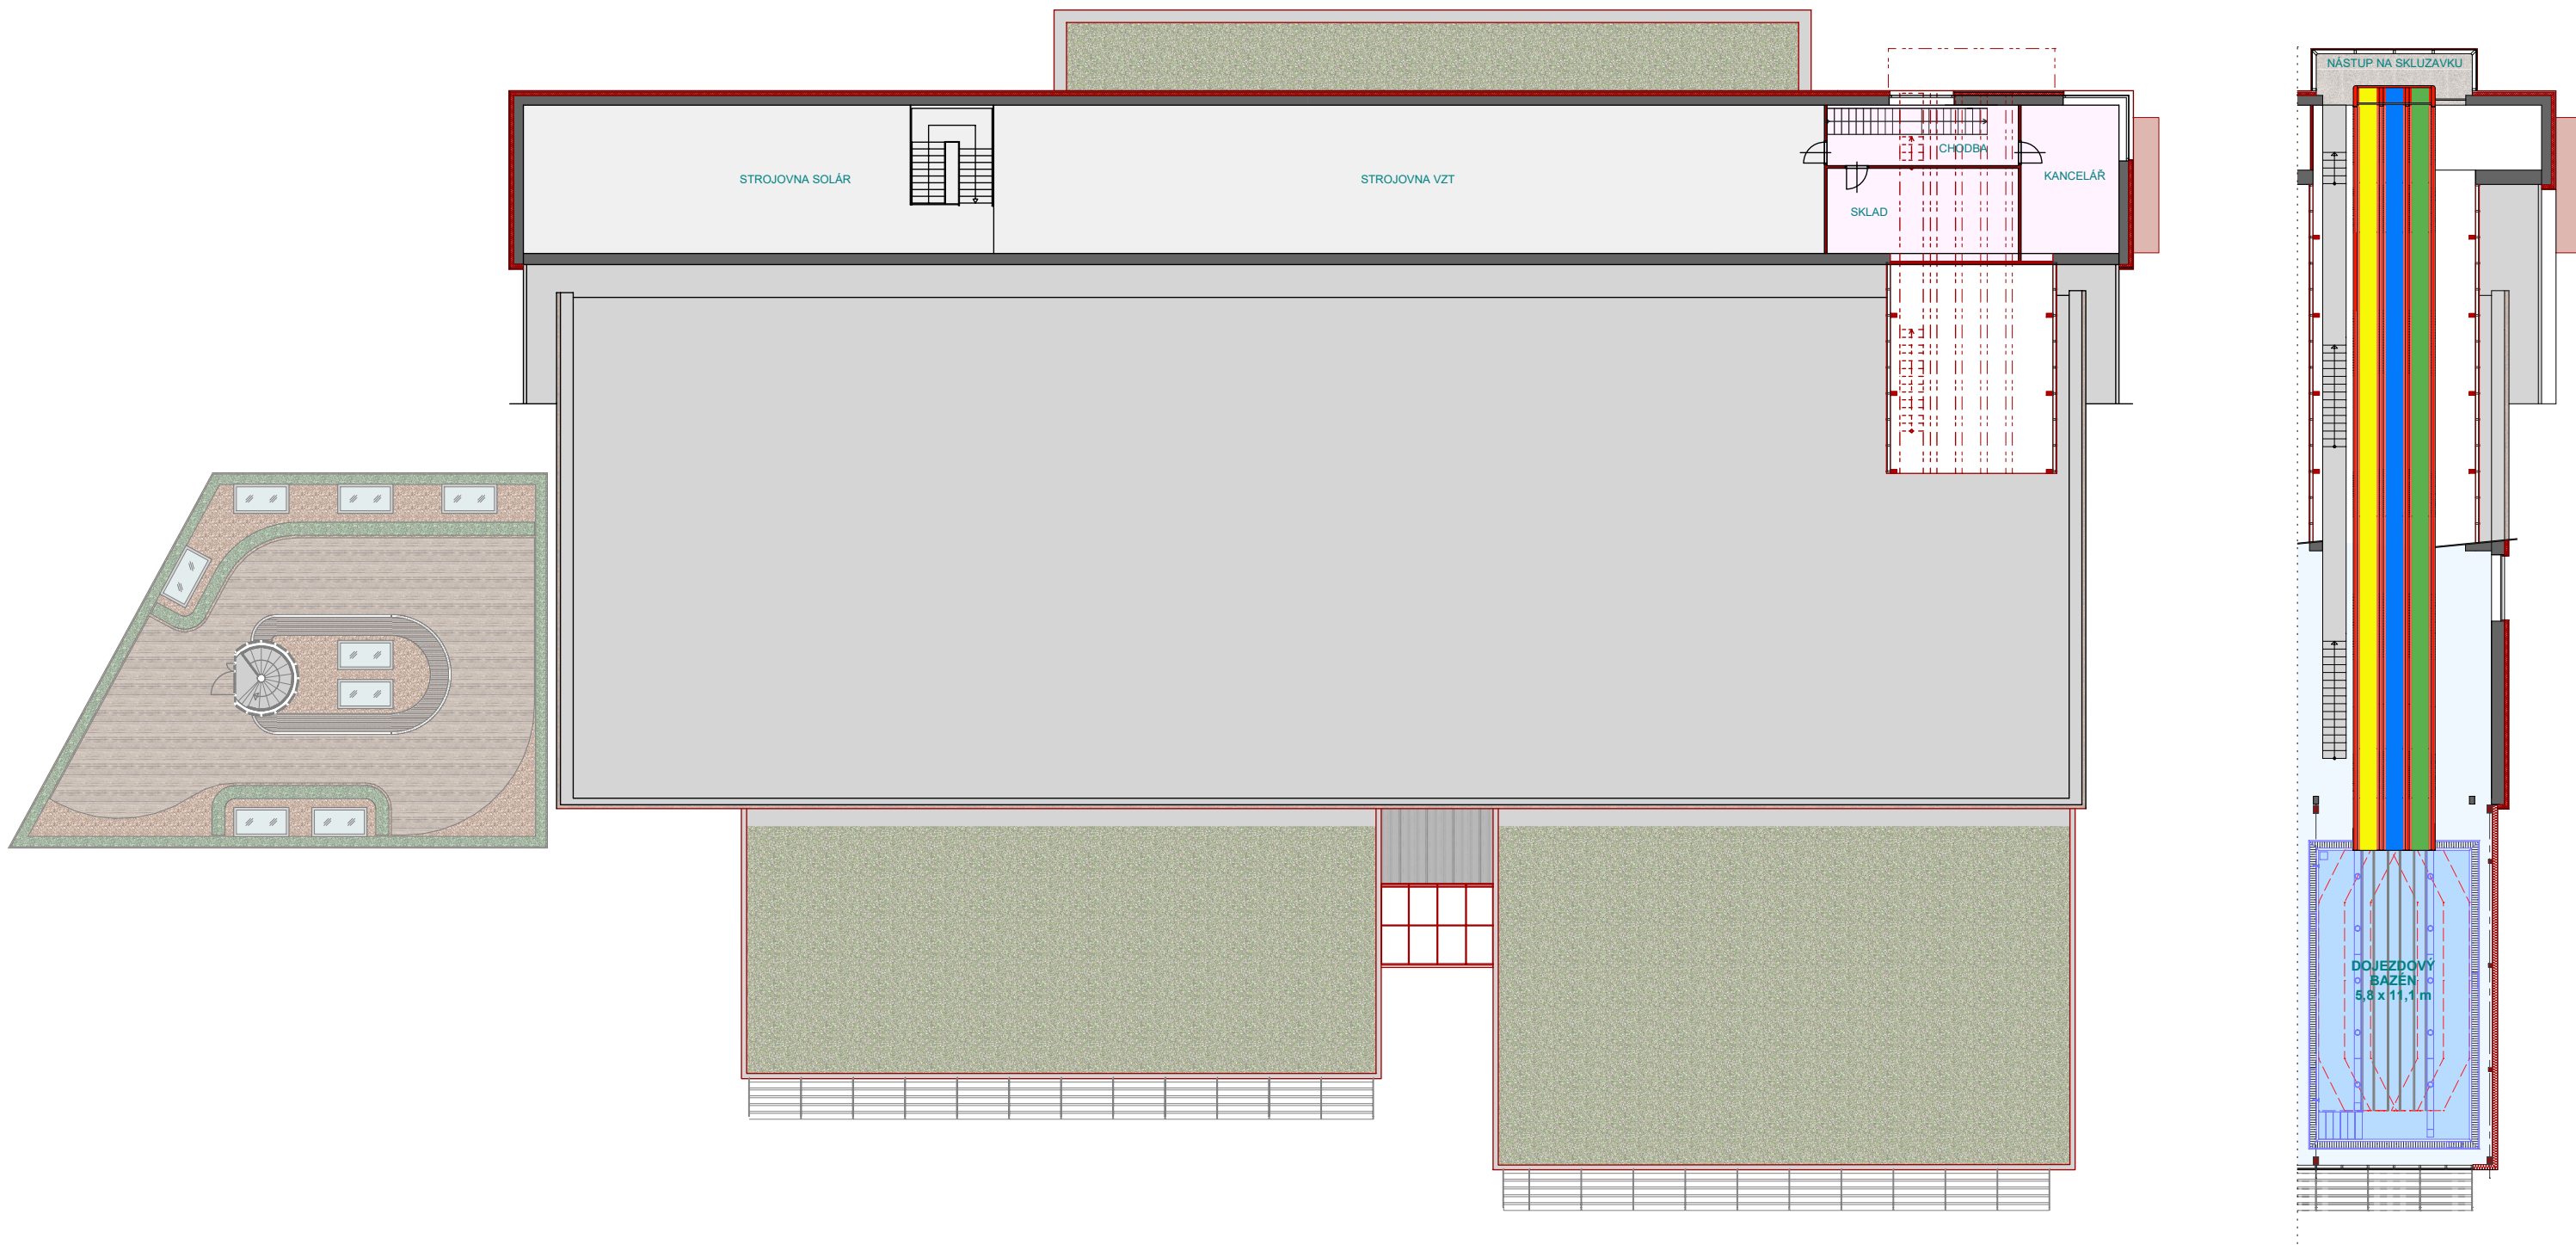 NÁSTUP NA SKLUZAVKU
CHODBA
STROJOVNA SOLÁR
STROJOVNA VZT
KANCELÁŘ
SKLAD
DOJEZDOVÝ
BAZÉN
5,8 x 11,1 m